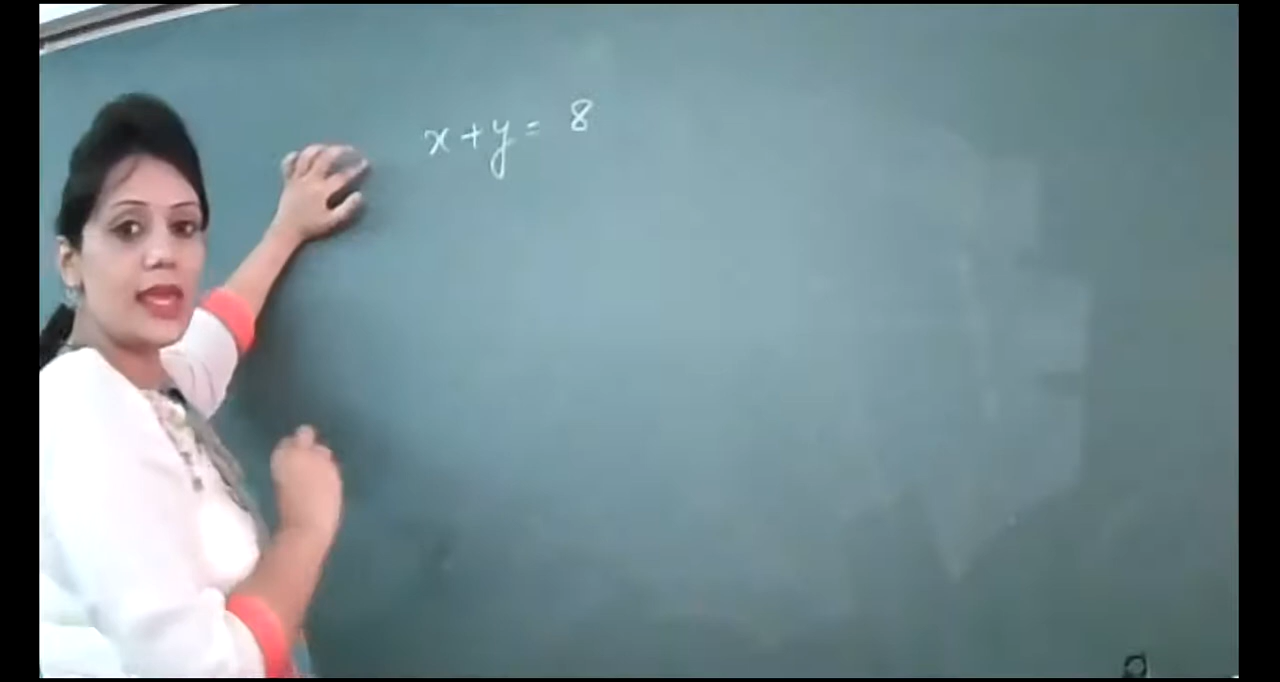 x + y = 8